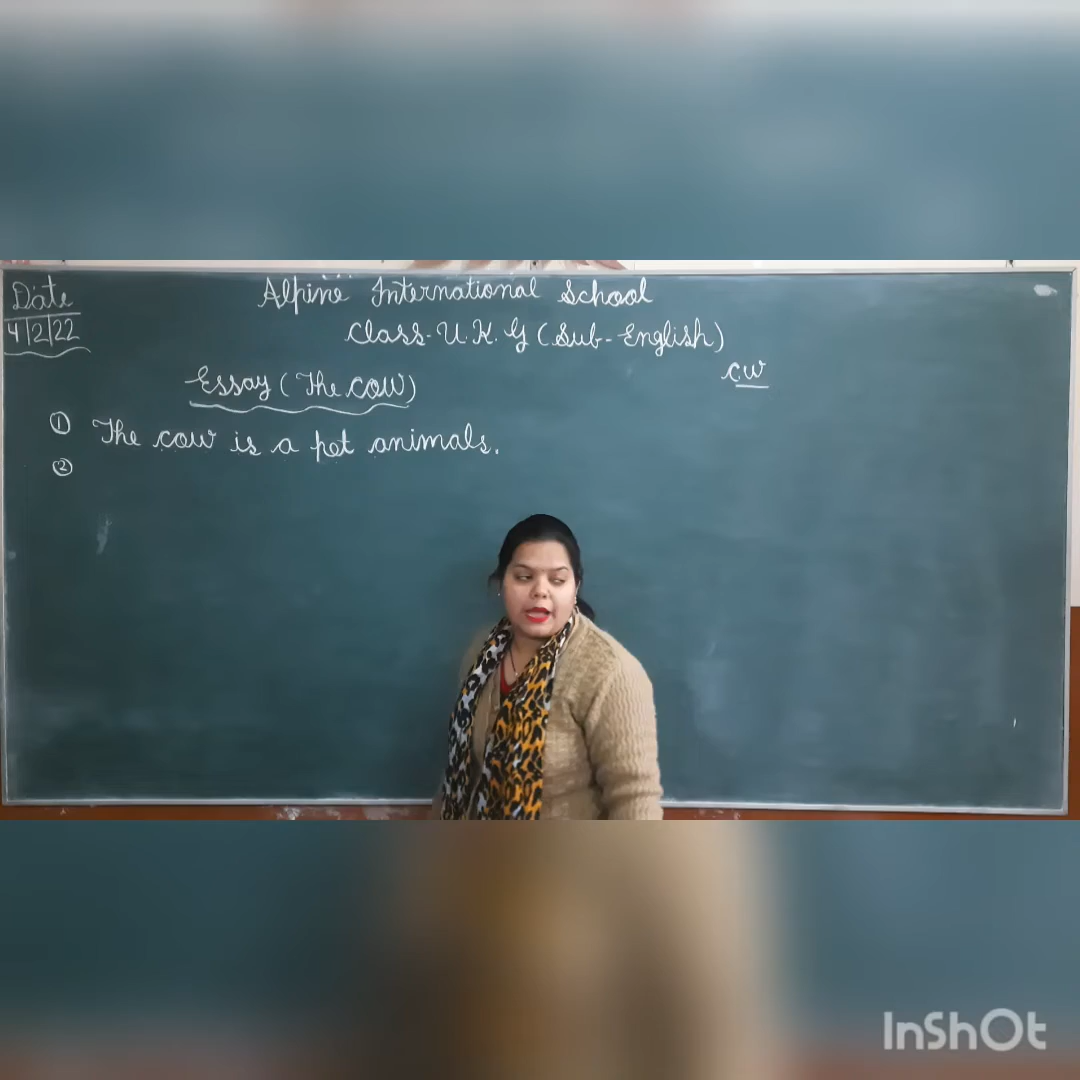 Date
4/2/22
Alpine International School
Class-U.K.G (Sub-English)
C.W
Essay (The COW)
① The cow is a pet animals.
②
InShOt